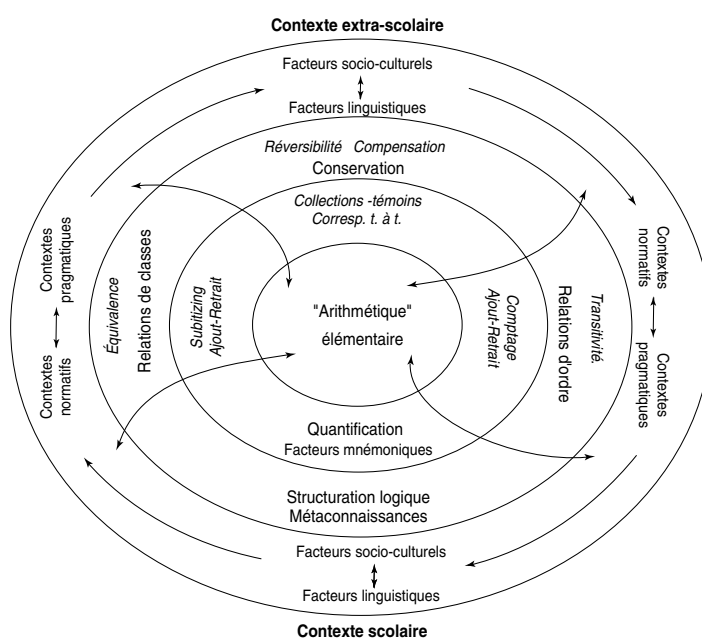 Contexte extra-scolaire
Facteurs socio-culturels
Facteurs linguistiques
Réversibilité Compensation
Conservation
Collections -témoins
Corresp. t. à t.
Contextes
pragmatiques
Contextes
normatifs
Équivalence
Relations de classes
Subitizing
Ajout-Retrait
"Arithmétique"
élémentaire
Comptage
Ajout-Retrait
Relations d'ordre
Transitivité.
Contextes
normatifs
Contextes
pragmatiques
Quantification
Facteurs mnémoniques
Structuration logique
Métaconnaissances
Facteurs socio-culturels
Facteurs linguistiques
Contexte scolaire